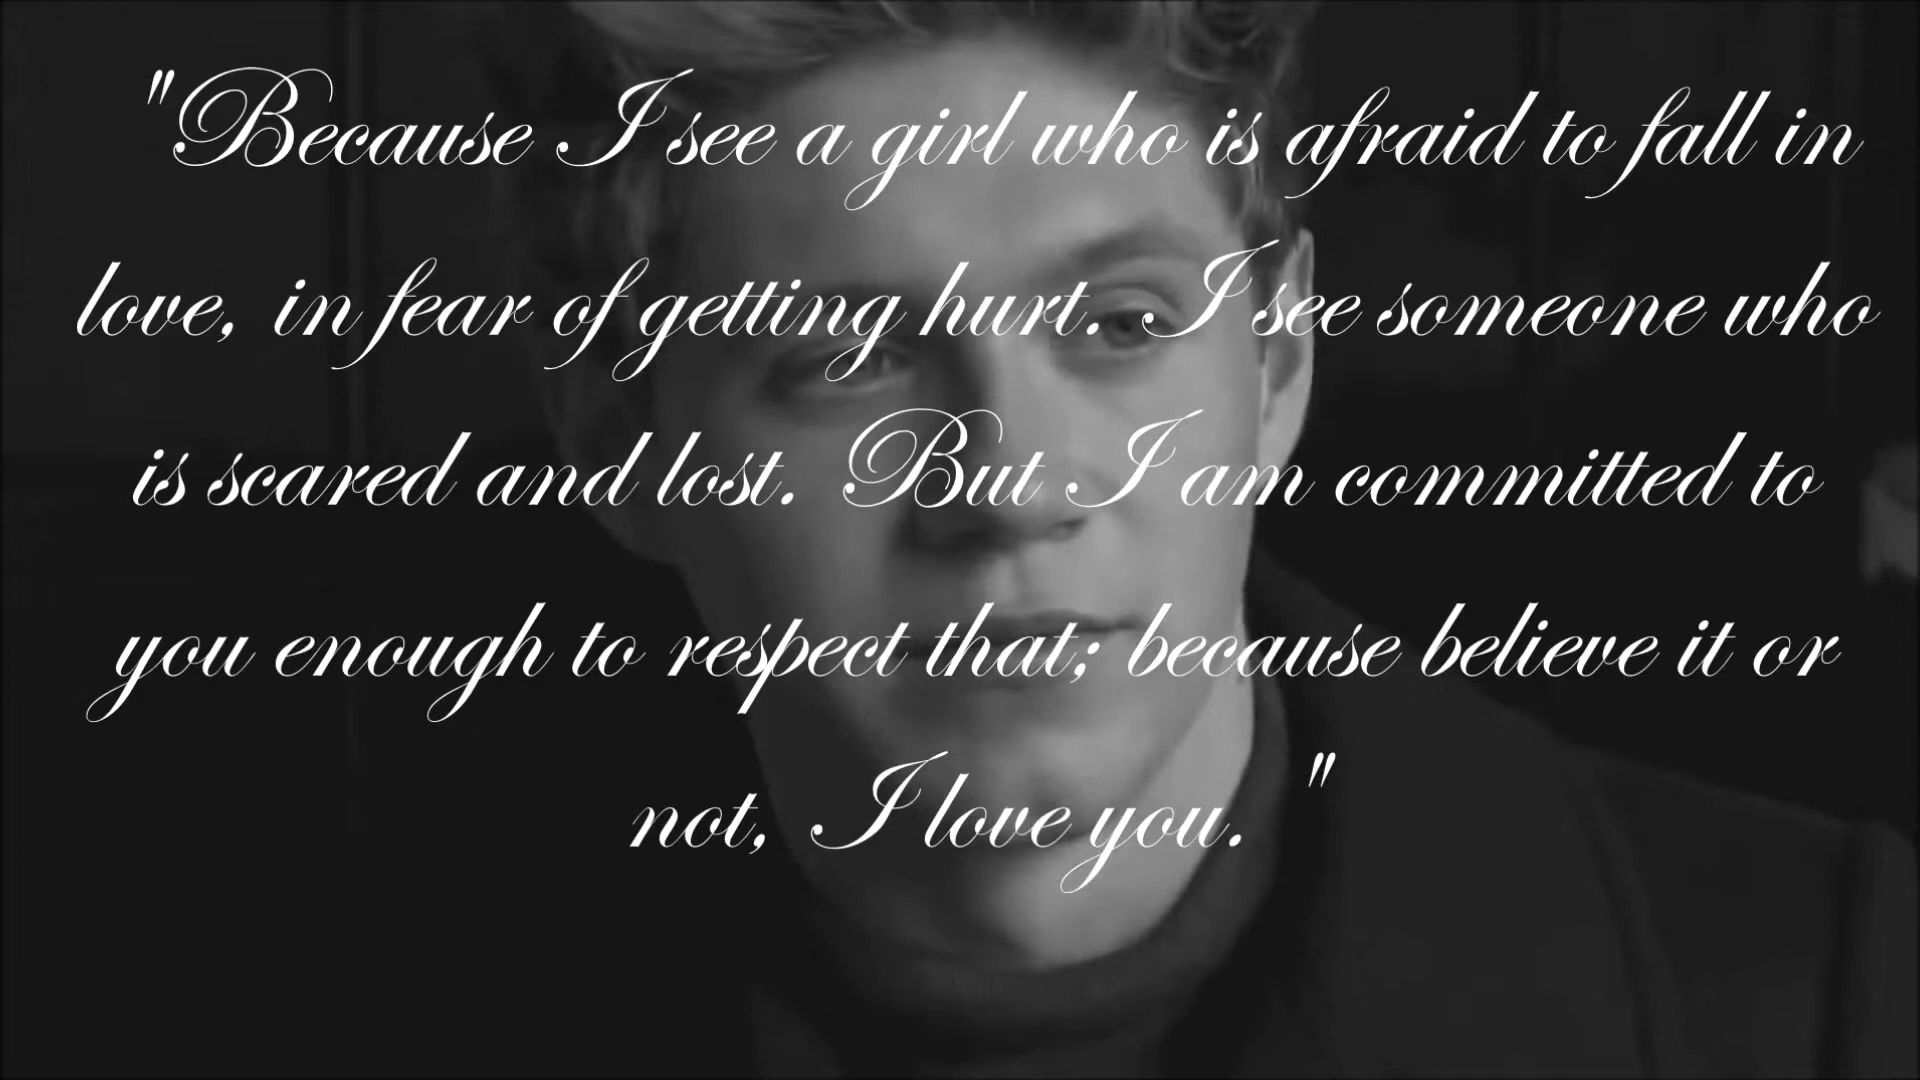 "Because I see a girl who is afraid to fall in
love, in fear of getting hurt. I see someone who
is scared and lost. But I am committed to
you enough to respect that; because believe it or
not, I love you. "